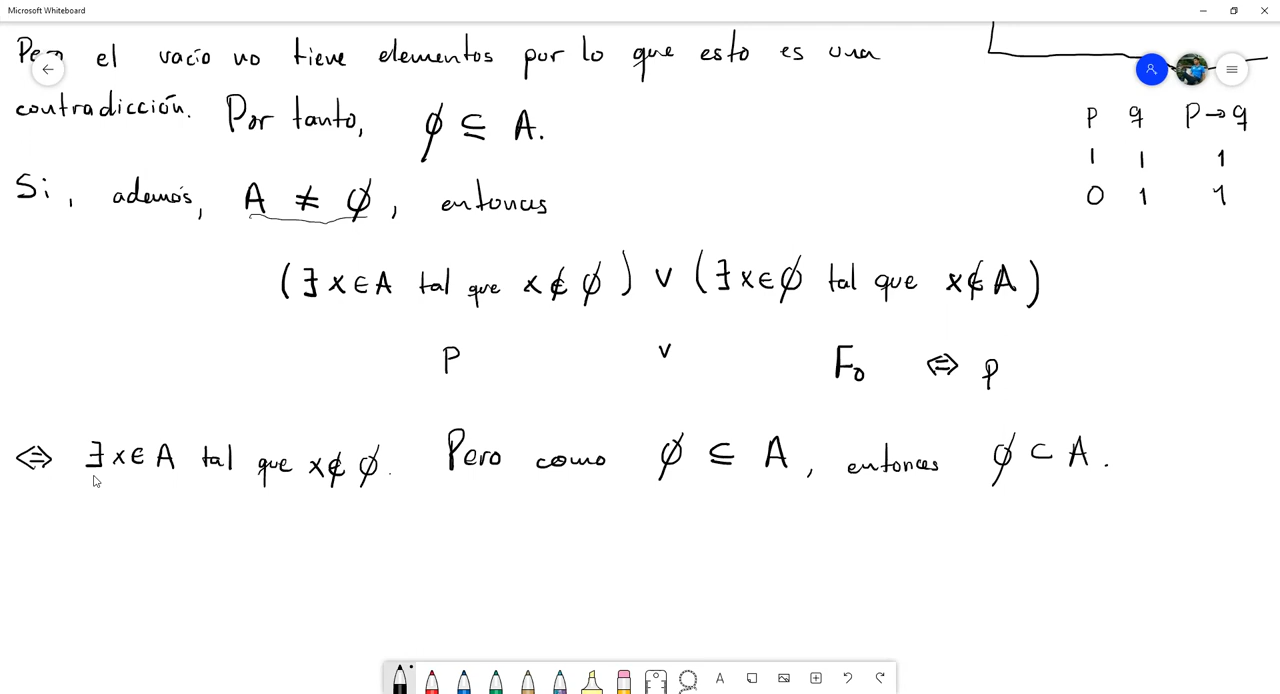 Microsoft Whiteboard
Pero el vacío no tiene elementos por lo que esto es una
contradicción. Por tanto, ∅ ⊆ A.
p q p → q
1 1 1
0 1 1
Si, además, A ≠ ∅, entonces
(∃ x ∈ A tal que x ∉ ∅) ∨ (∃ x ∈ ∅ tal que x ∉ A)
P ∨ F₀ ⇔ p
⇔ ∃ x ∈ A tal que x ∉ ∅. Pero como ∅ ⊆ A, entonces ∅ ⊂ A.
A